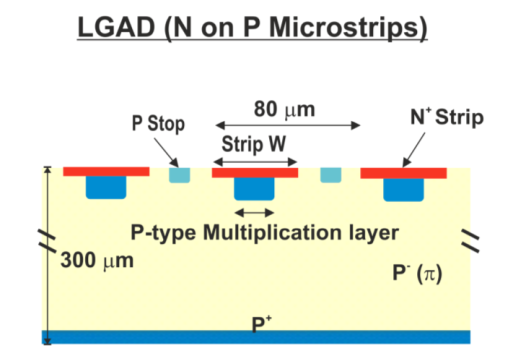 LGAD (N on P Microstrips)
80 μm
P Stop
N⁺ Strip
Strip W
P-type Multiplication layer
300 μm
P⁻ (π)
P⁺